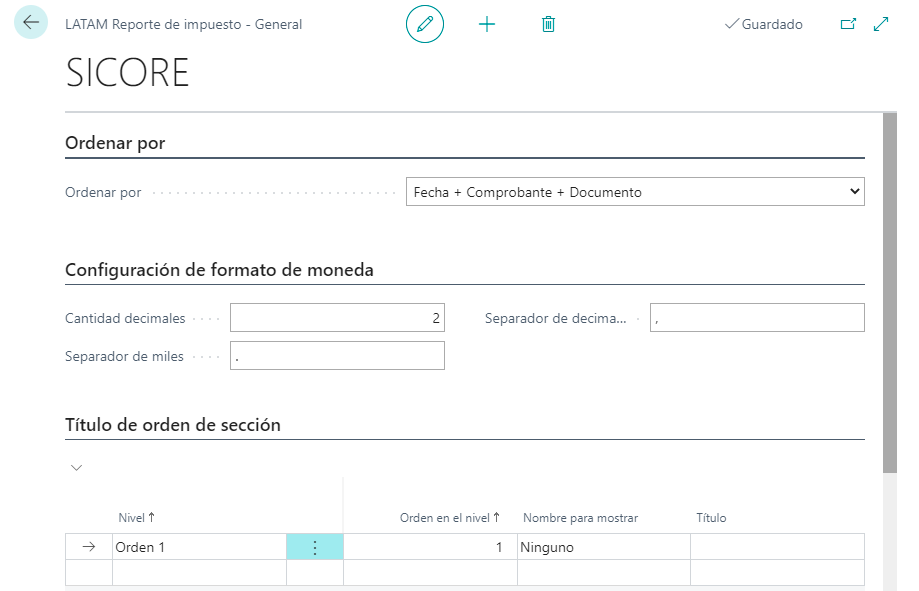 LATAM Reporte de impuesto - General
Guardado
SICORE
Ordenar por
Ordenar por Fecha + Comprobante + Documento
Configuración de formato de moneda
Cantidad decimales 2 Separador de decima... ,
Separador de miles .
Título de orden de sección
Nivel ↑ Orden en el nivel ↑ Nombre para mostrar Título
Orden 1 1 Ninguno